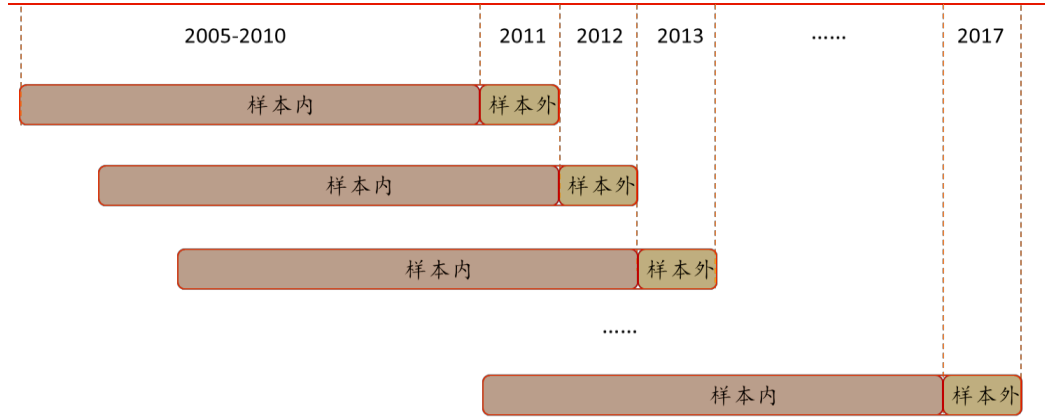 2005-2010 2011 2012 2013 ...... 2017
样本内 样本外
样本内 样本外
样本内 样本外
......
样本内 样本外